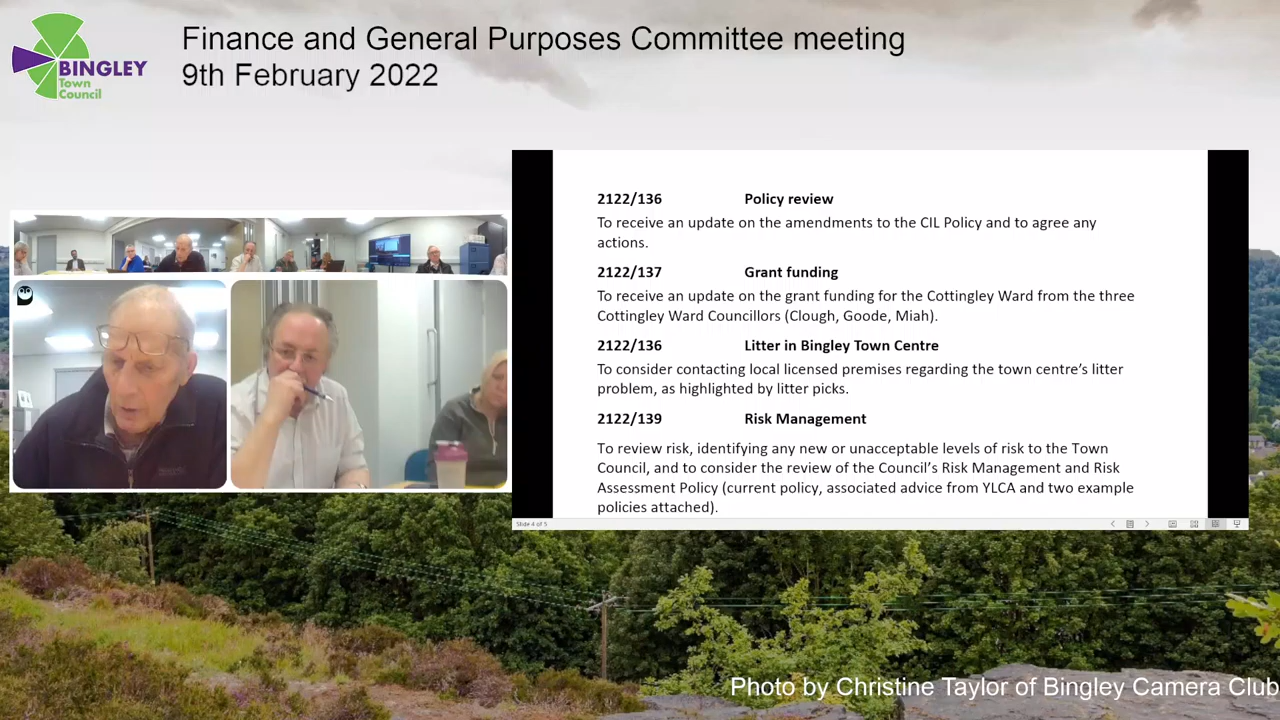 BINGLEY
Town
Council
Finance and General Purposes Committee meeting
9th February 2022
2122/136 Policy review
To receive an update on the amendments to the CIL Policy and to agree any
actions.
2122/137 Grant funding
To receive an update on the grant funding for the Cottingley Ward from the three
Cottingley Ward Councillors (Clough, Goode, Miah).
2122/136 Litter in Bingley Town Centre
To consider contacting local licensed premises regarding the town centre's litter
problem, as highlighted by litter picks.
2122/139 Risk Management
To review risk, identifying any new or unacceptable levels of risk to the Town
Council, and to consider the review of the Council's Risk Management and Risk
Assessment Policy (current policy, associated advice from YLCA and two example
policies attached).
Slide 4 of 5
Photo by Christine Taylor of Bingley Camera Club